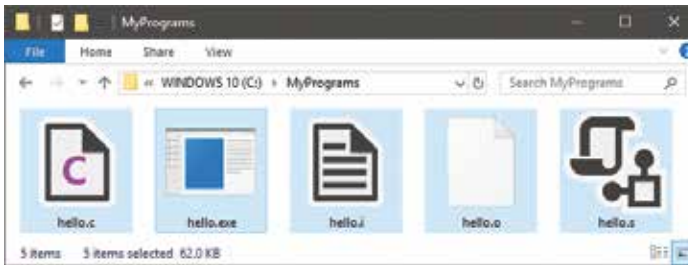 MyPrograms
File Home Share View
« WINDOWS 10 (C:) › MyPrograms Search MyPrograms
C
hello.c hello.exe hello.i hello.o hello.s
5 items 5 items selected 62.0 KB